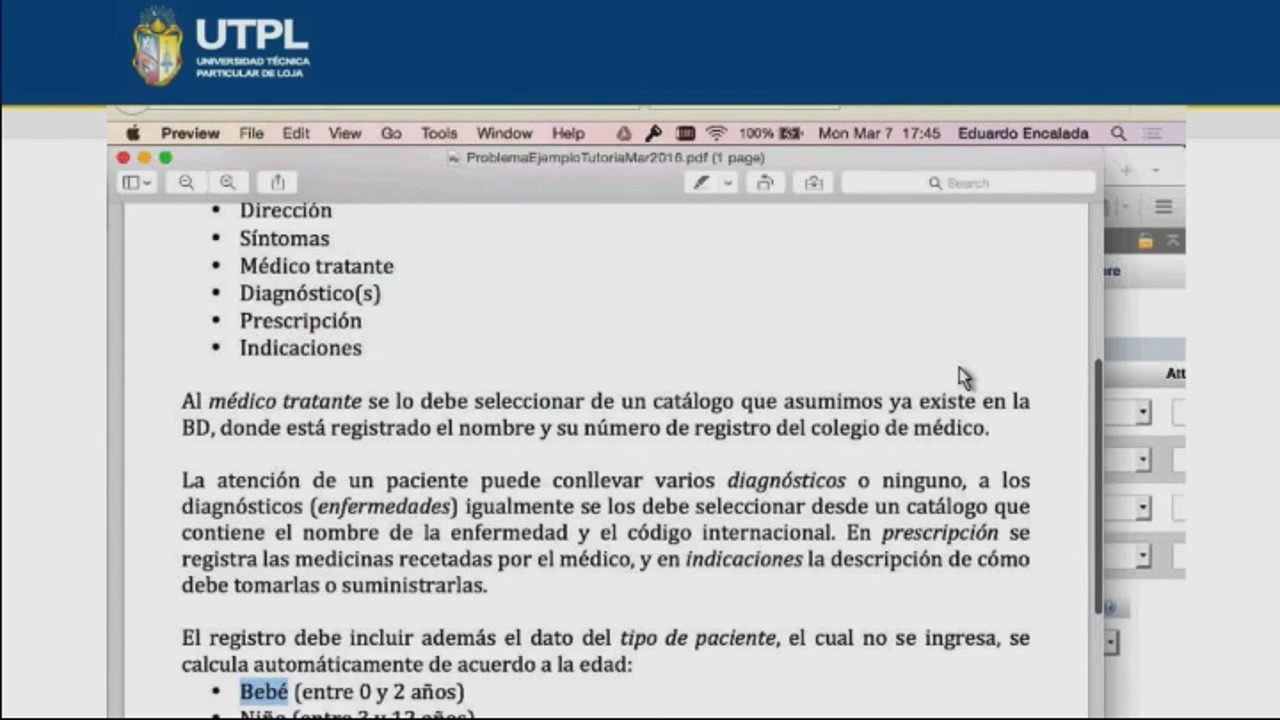 UTPL
UNIVERSIDAD TÉCNICA
PARTICULAR DE LOJA
Preview File Edit View Go Tools Window Help 100% Mon Mar 7 17:45 Eduardo Encalada
ProblemaEjemploTutoriaMar2016.pdf (1 page)
Search
• Dirección
• Síntomas
• Médico tratante
• Diagnóstico(s)
• Prescripción
• Indicaciones
Al médico tratante se lo debe seleccionar de un catálogo que asumimos ya existe en la
BD, donde está registrado el nombre y su número de registro del colegio de médico.
La atención de un paciente puede conllevar varios diagnósticos o ninguno, a los
diagnósticos (enfermedades) igualmente se los debe seleccionar desde un catálogo que
contiene el nombre de la enfermedad y el código internacional. En prescripción se
registra las medicinas recetadas por el médico, y en indicaciones la descripción de cómo
debe tomarlas o suministrarlas.
El registro debe incluir además el dato del tipo de paciente, el cual no se ingresa, se
calcula automáticamente de acuerdo a la edad:
• Bebé (entre 0 y 2 años)
• Niño (entre 3 y 12 años)
re
Att